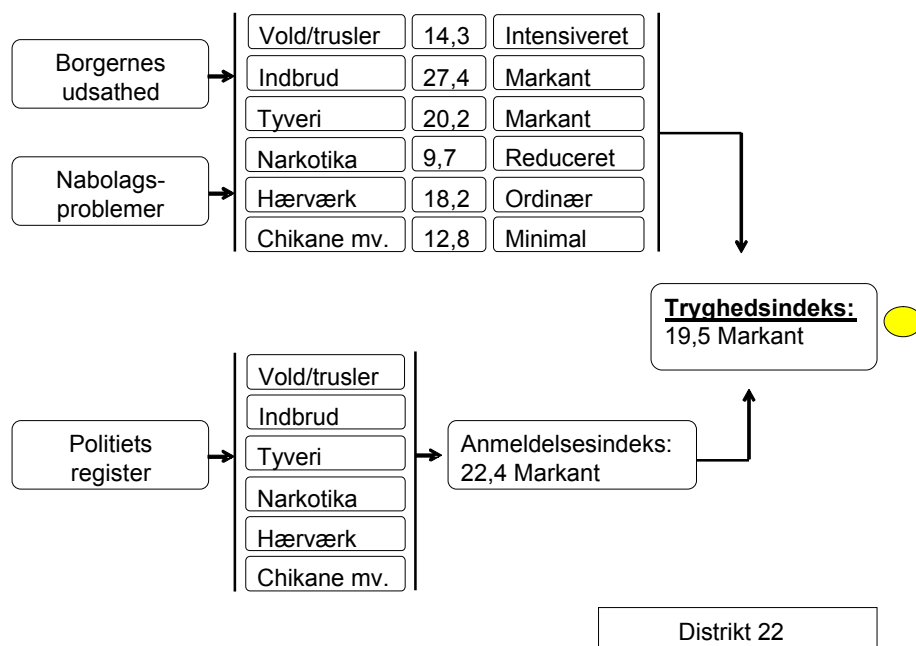 Borgernes
udsathed
Nabolags-
problemer
Vold/trusler 14,3 Intensiveret
Indbrud 27,4 Markant
Tyveri 20,2 Markant
Narkotika 9,7 Reduceret
Hærværk 18,2 Ordinær
Chikane mv. 12,8 Minimal
Tryghedsindeks:
19,5 Markant
Politiets
register
Vold/trusler
Indbrud
Tyveri
Narkotika
Hærværk
Chikane mv.
Anmeldelsesindeks:
22,4 Markant
Distrikt 22